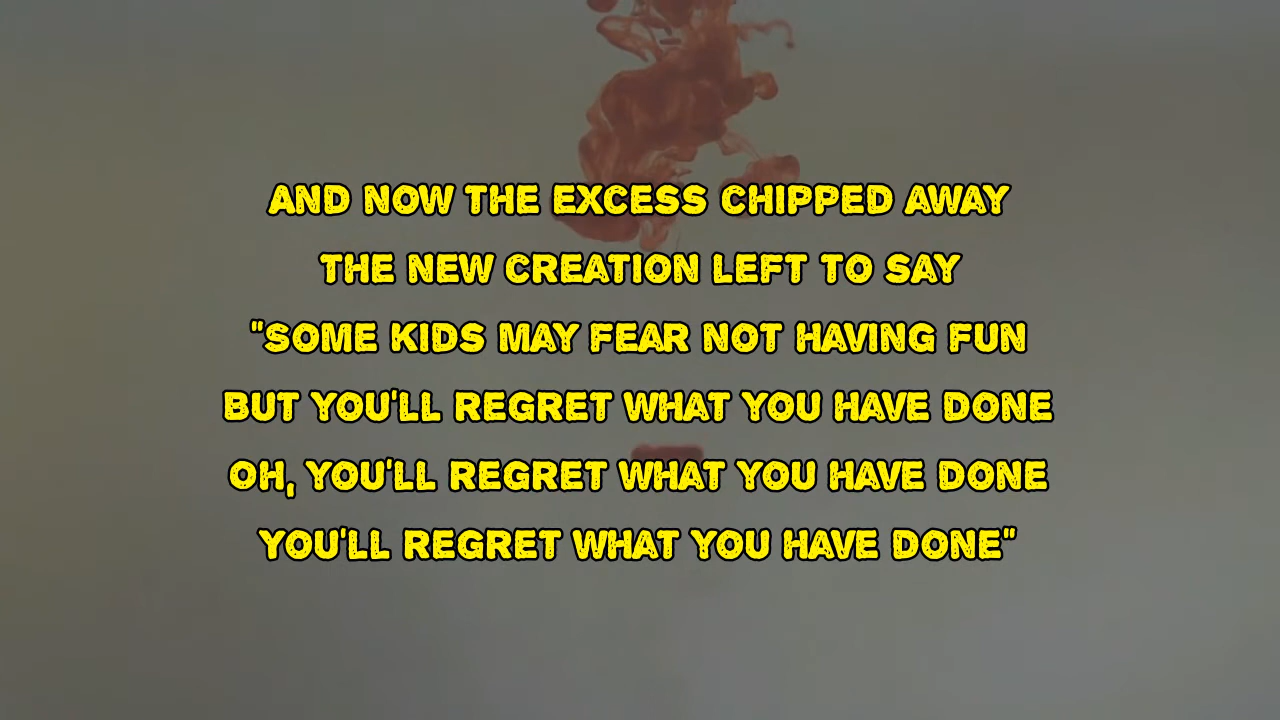 AND NOW THE EXCESS CHIPPED AWAY
THE NEW CREATION LEFT TO SAY
"SOME KIDS MAY FEAR NOT HAVING FUN
BUT YOU'LL REGRET WHAT YOU HAVE DONE
OH, YOU'LL REGRET WHAT YOU HAVE DONE
YOU'LL REGRET WHAT YOU HAVE DONE"